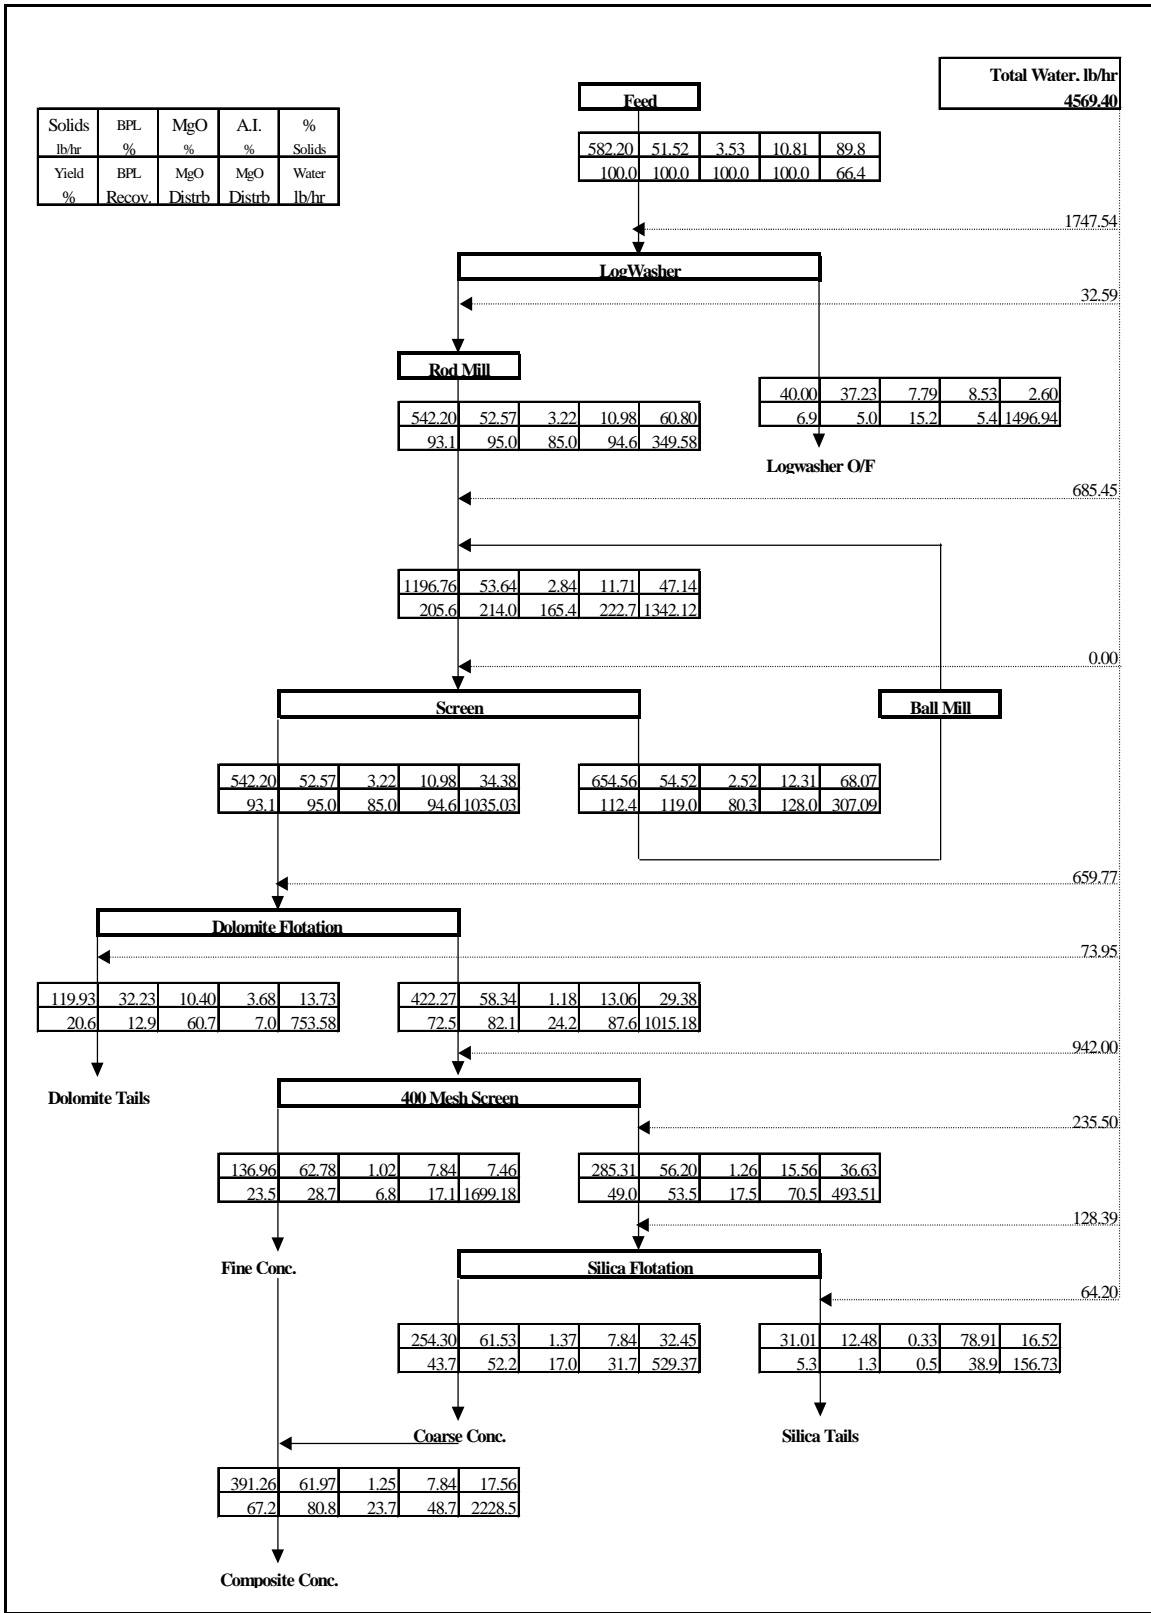 Total Water, lb/hr
4569.40
Feed
Solids BPL MgO A.I. %
lb/hr % % % Solids
Yield BPL MgO MgO Water
% Recov. Distrb Distrb lb/hr
582.20 51.52 3.53 10.81 89.8
100.0 100.0 100.0 100.0 66.4
1747.54
LogWasher
32.59
Rod Mill
542.20 52.57 3.22 10.98 60.80
93.1 95.0 85.0 94.6 349.58
40.00 37.23 7.79 8.53 2.60
6.9 5.0 15.2 5.4 1496.94
Logwasher O/F
685.45
1196.76 53.64 2.84 11.71 47.14
205.6 214.0 165.4 222.7 1342.12
0.00
Screen
Ball Mill
542.20 52.57 3.22 10.98 34.38
93.1 95.0 85.0 94.6 1035.03
654.56 54.52 2.52 12.31 68.07
112.4 119.0 80.3 128.0 307.09
659.77
Dolomite Flotation
73.95
119.93 32.23 10.40 3.68 13.73
20.6 12.9 60.7 7.0 753.58
422.27 58.34 1.18 13.06 29.38
72.5 82.1 24.2 87.6 1015.18
942.00
Dolomite Tails
400 Mesh Screen
235.50
136.96 62.78 1.02 7.84 7.46
23.5 28.7 6.8 17.1 1699.18
285.31 56.20 1.26 15.56 36.63
49.0 53.5 17.5 70.5 493.51
128.39
Fine Conc.
Silica Flotation
64.20
254.30 61.53 1.37 7.84 32.45
43.7 52.2 17.0 31.7 529.37
31.01 12.48 0.33 78.91 16.52
5.3 1.3 0.5 38.9 156.73
Coarse Conc.
Silica Tails
391.26 61.97 1.25 7.84 17.56
67.2 80.8 23.7 48.7 2228.5
Composite Conc.